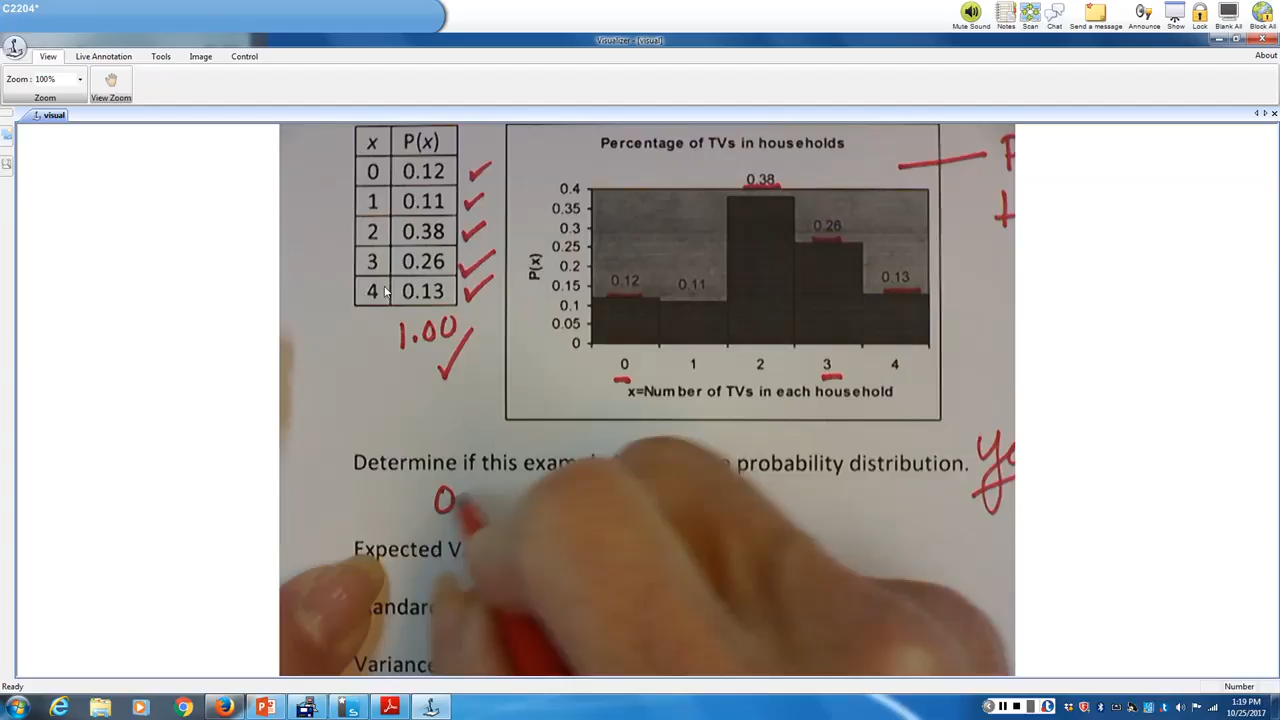 C2204*
Mute Sound Notes Scan Chat Send a message Announce Show Lock Blank All Block All
Visualizer - [visual]
View Live Annotation Tools Image Control About
Zoom : 100%
View Zoom
Zoom
visual
x P(x)
0 0.12
1 0.11
2 0.38
3 0.26
4 0.13
1.00
Percentage of TVs in households
0.4
0.35
0.3
0.25
0.2
0.15
0.1
0.05
0
P(x)
0.12 0.11 0.38 0.26 0.13
0 1 2 3 4
x=Number of TVs in each household
Determine if this probability distribution.
0
Expected
Variance
Ready Number
1:19 PM
10/25/2017